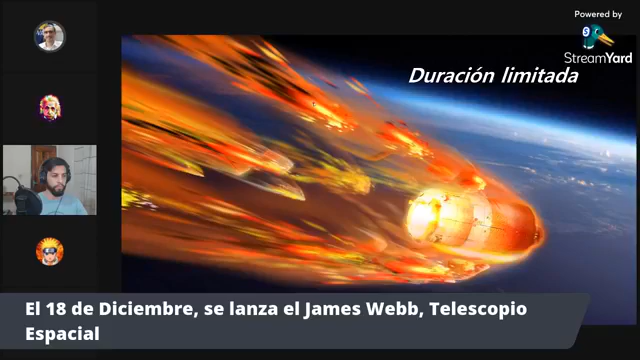 Powered by
StreamYard
Duración limitada
El 18 de Diciembre, se lanza el James Webb, Telescopio
Espacial